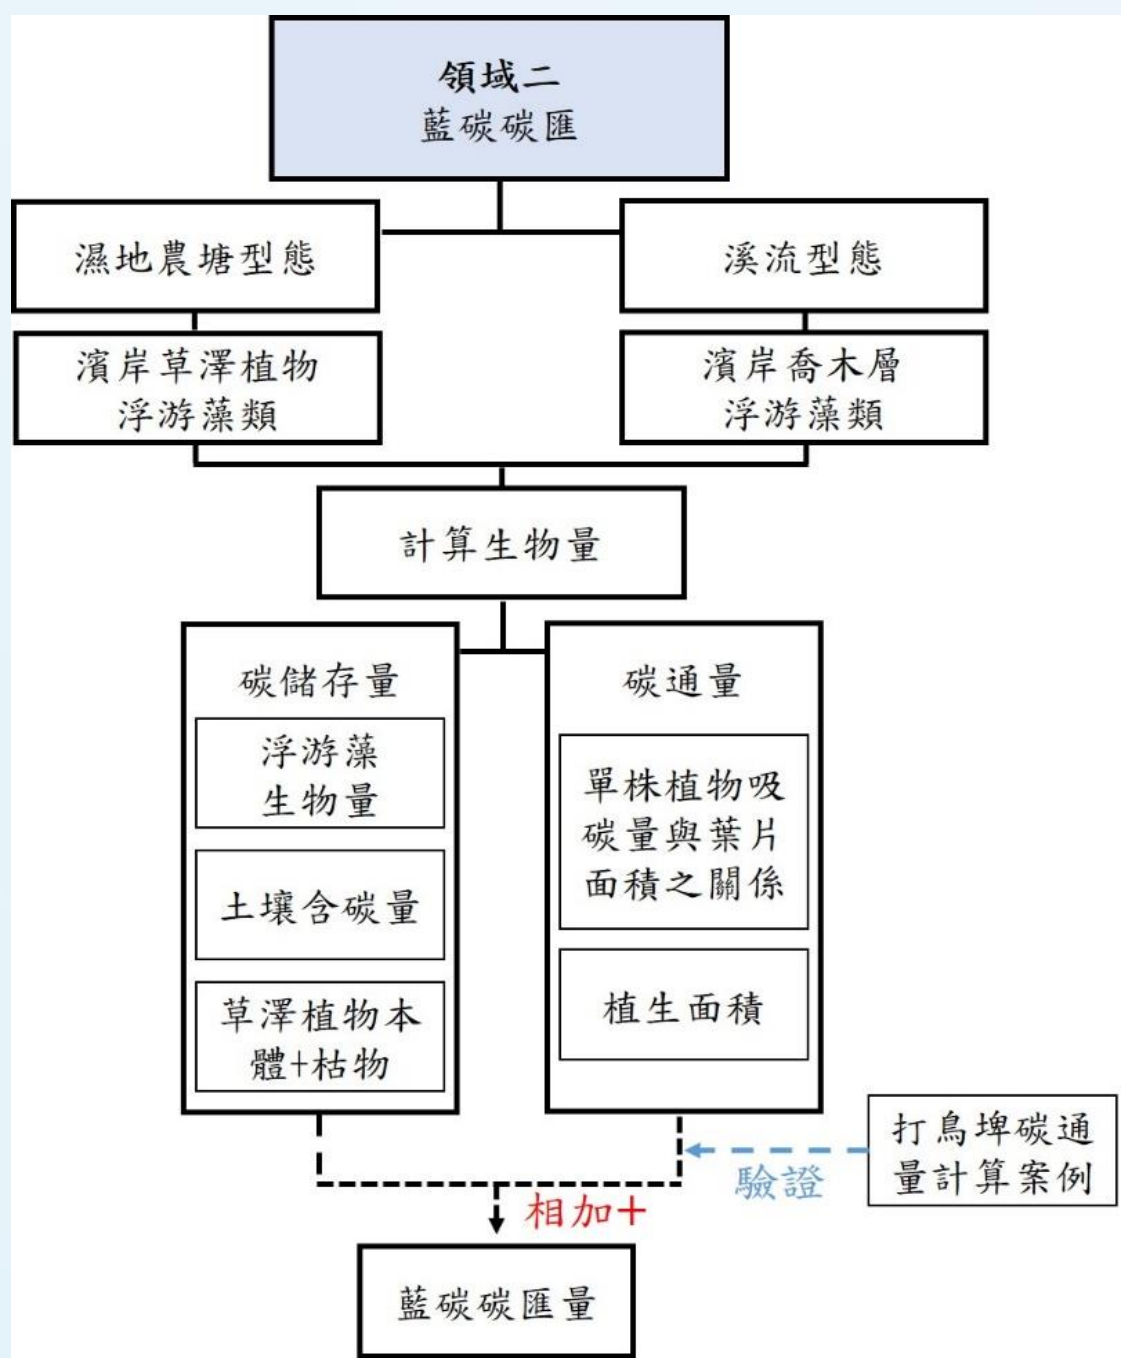 領域二
藍碳碳匯
濕地農塘型態
溪流型態
濱岸草澤植物
浮游藻類
濱岸喬木層
浮游藻類
計算生物量
碳儲存量
浮游藻
生物量
土壤含碳量
草澤植物本
體+枯物
碳通量
單株植物吸
碳量與葉片
面積之關係
植生面積
打鳥埤碳通
量計算案例
驗證
相加+
藍碳碳匯量